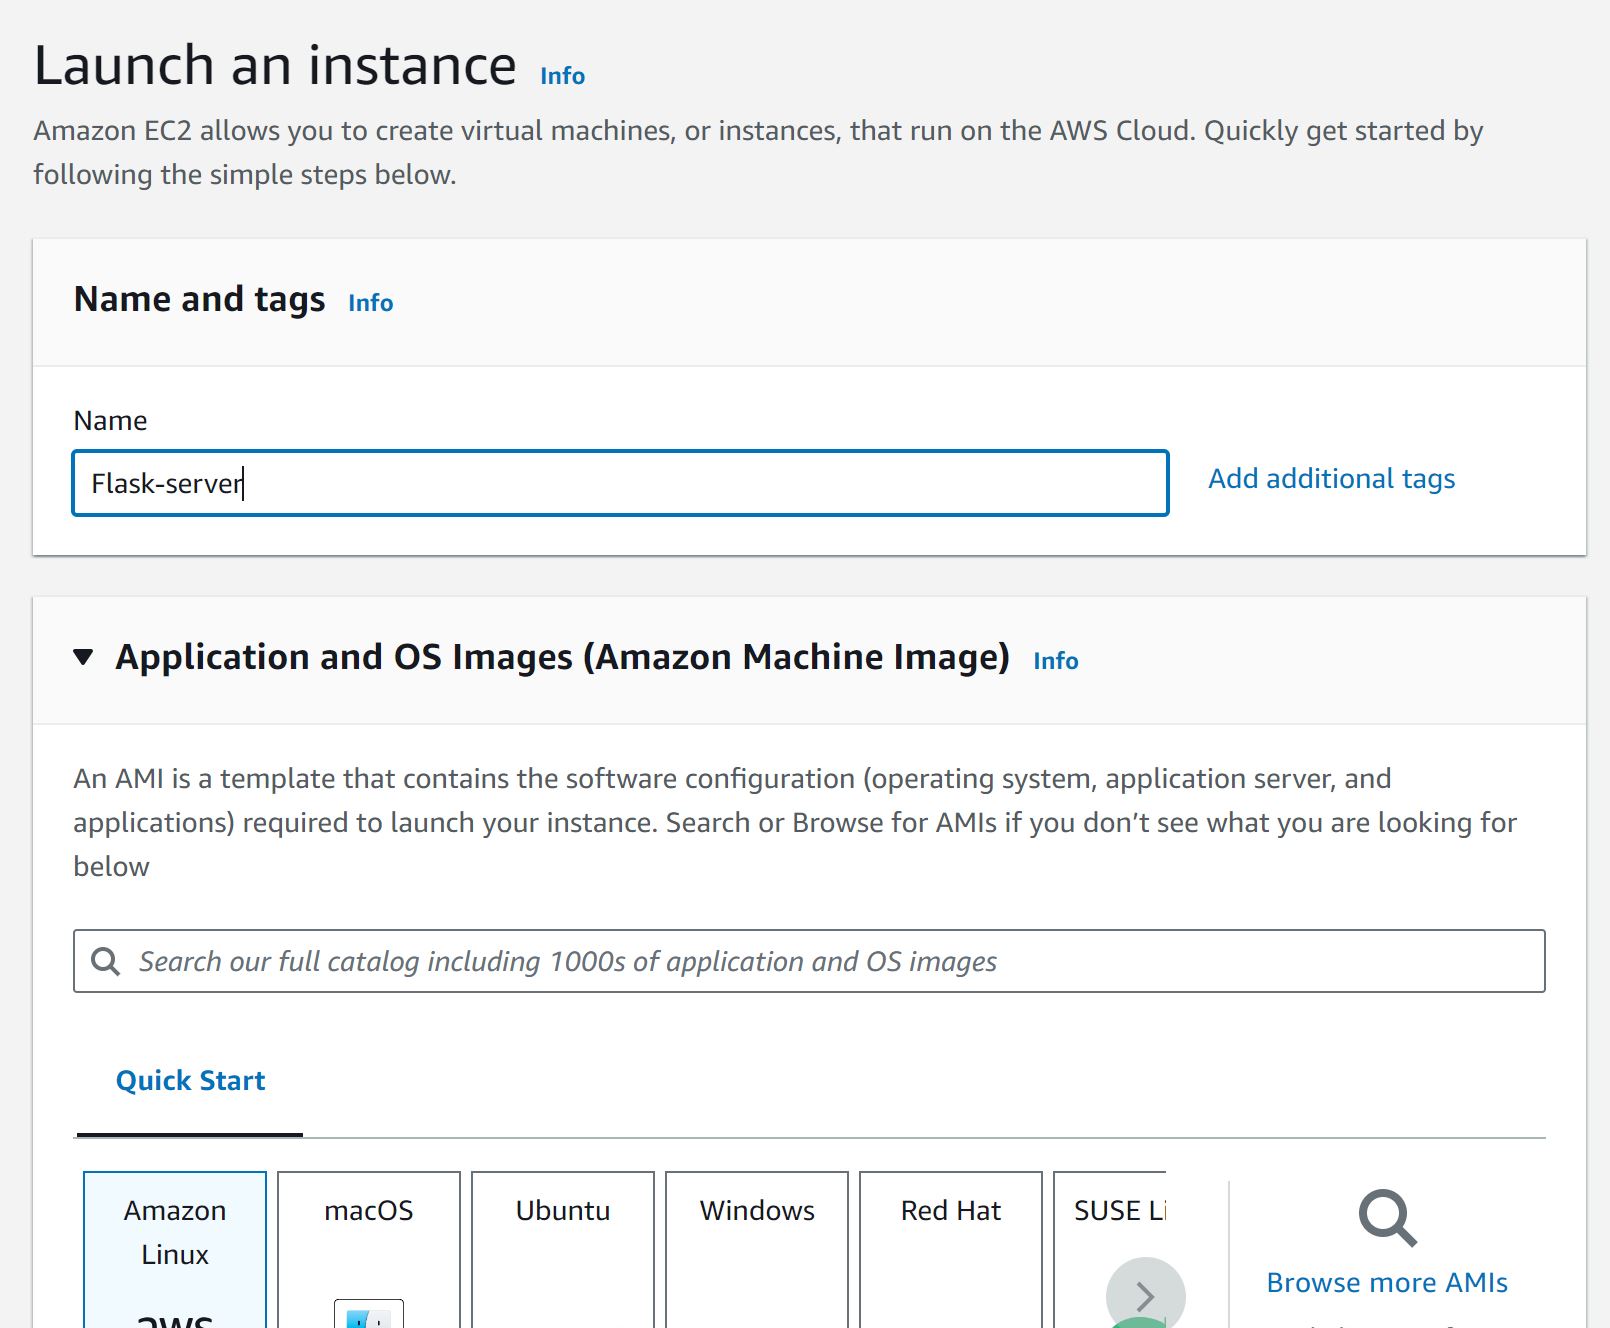 Launch an instance Info
Amazon EC2 allows you to create virtual machines, or instances, that run on the AWS Cloud. Quickly get started by
following the simple steps below.
Name and tags Info
Name
Flask-server
Add additional tags
Application and OS Images (Amazon Machine Image) Info
An AMI is a template that contains the software configuration (operating system, application server, and
applications) required to launch your instance. Search or Browse for AMIs if you don’t see what you are looking for
below
Search our full catalog including 1000s of application and OS images
Quick Start
Amazon
Linux
aws
macOS
Ubuntu
Windows
Red Hat
SUSE Li
Browse more AMIs